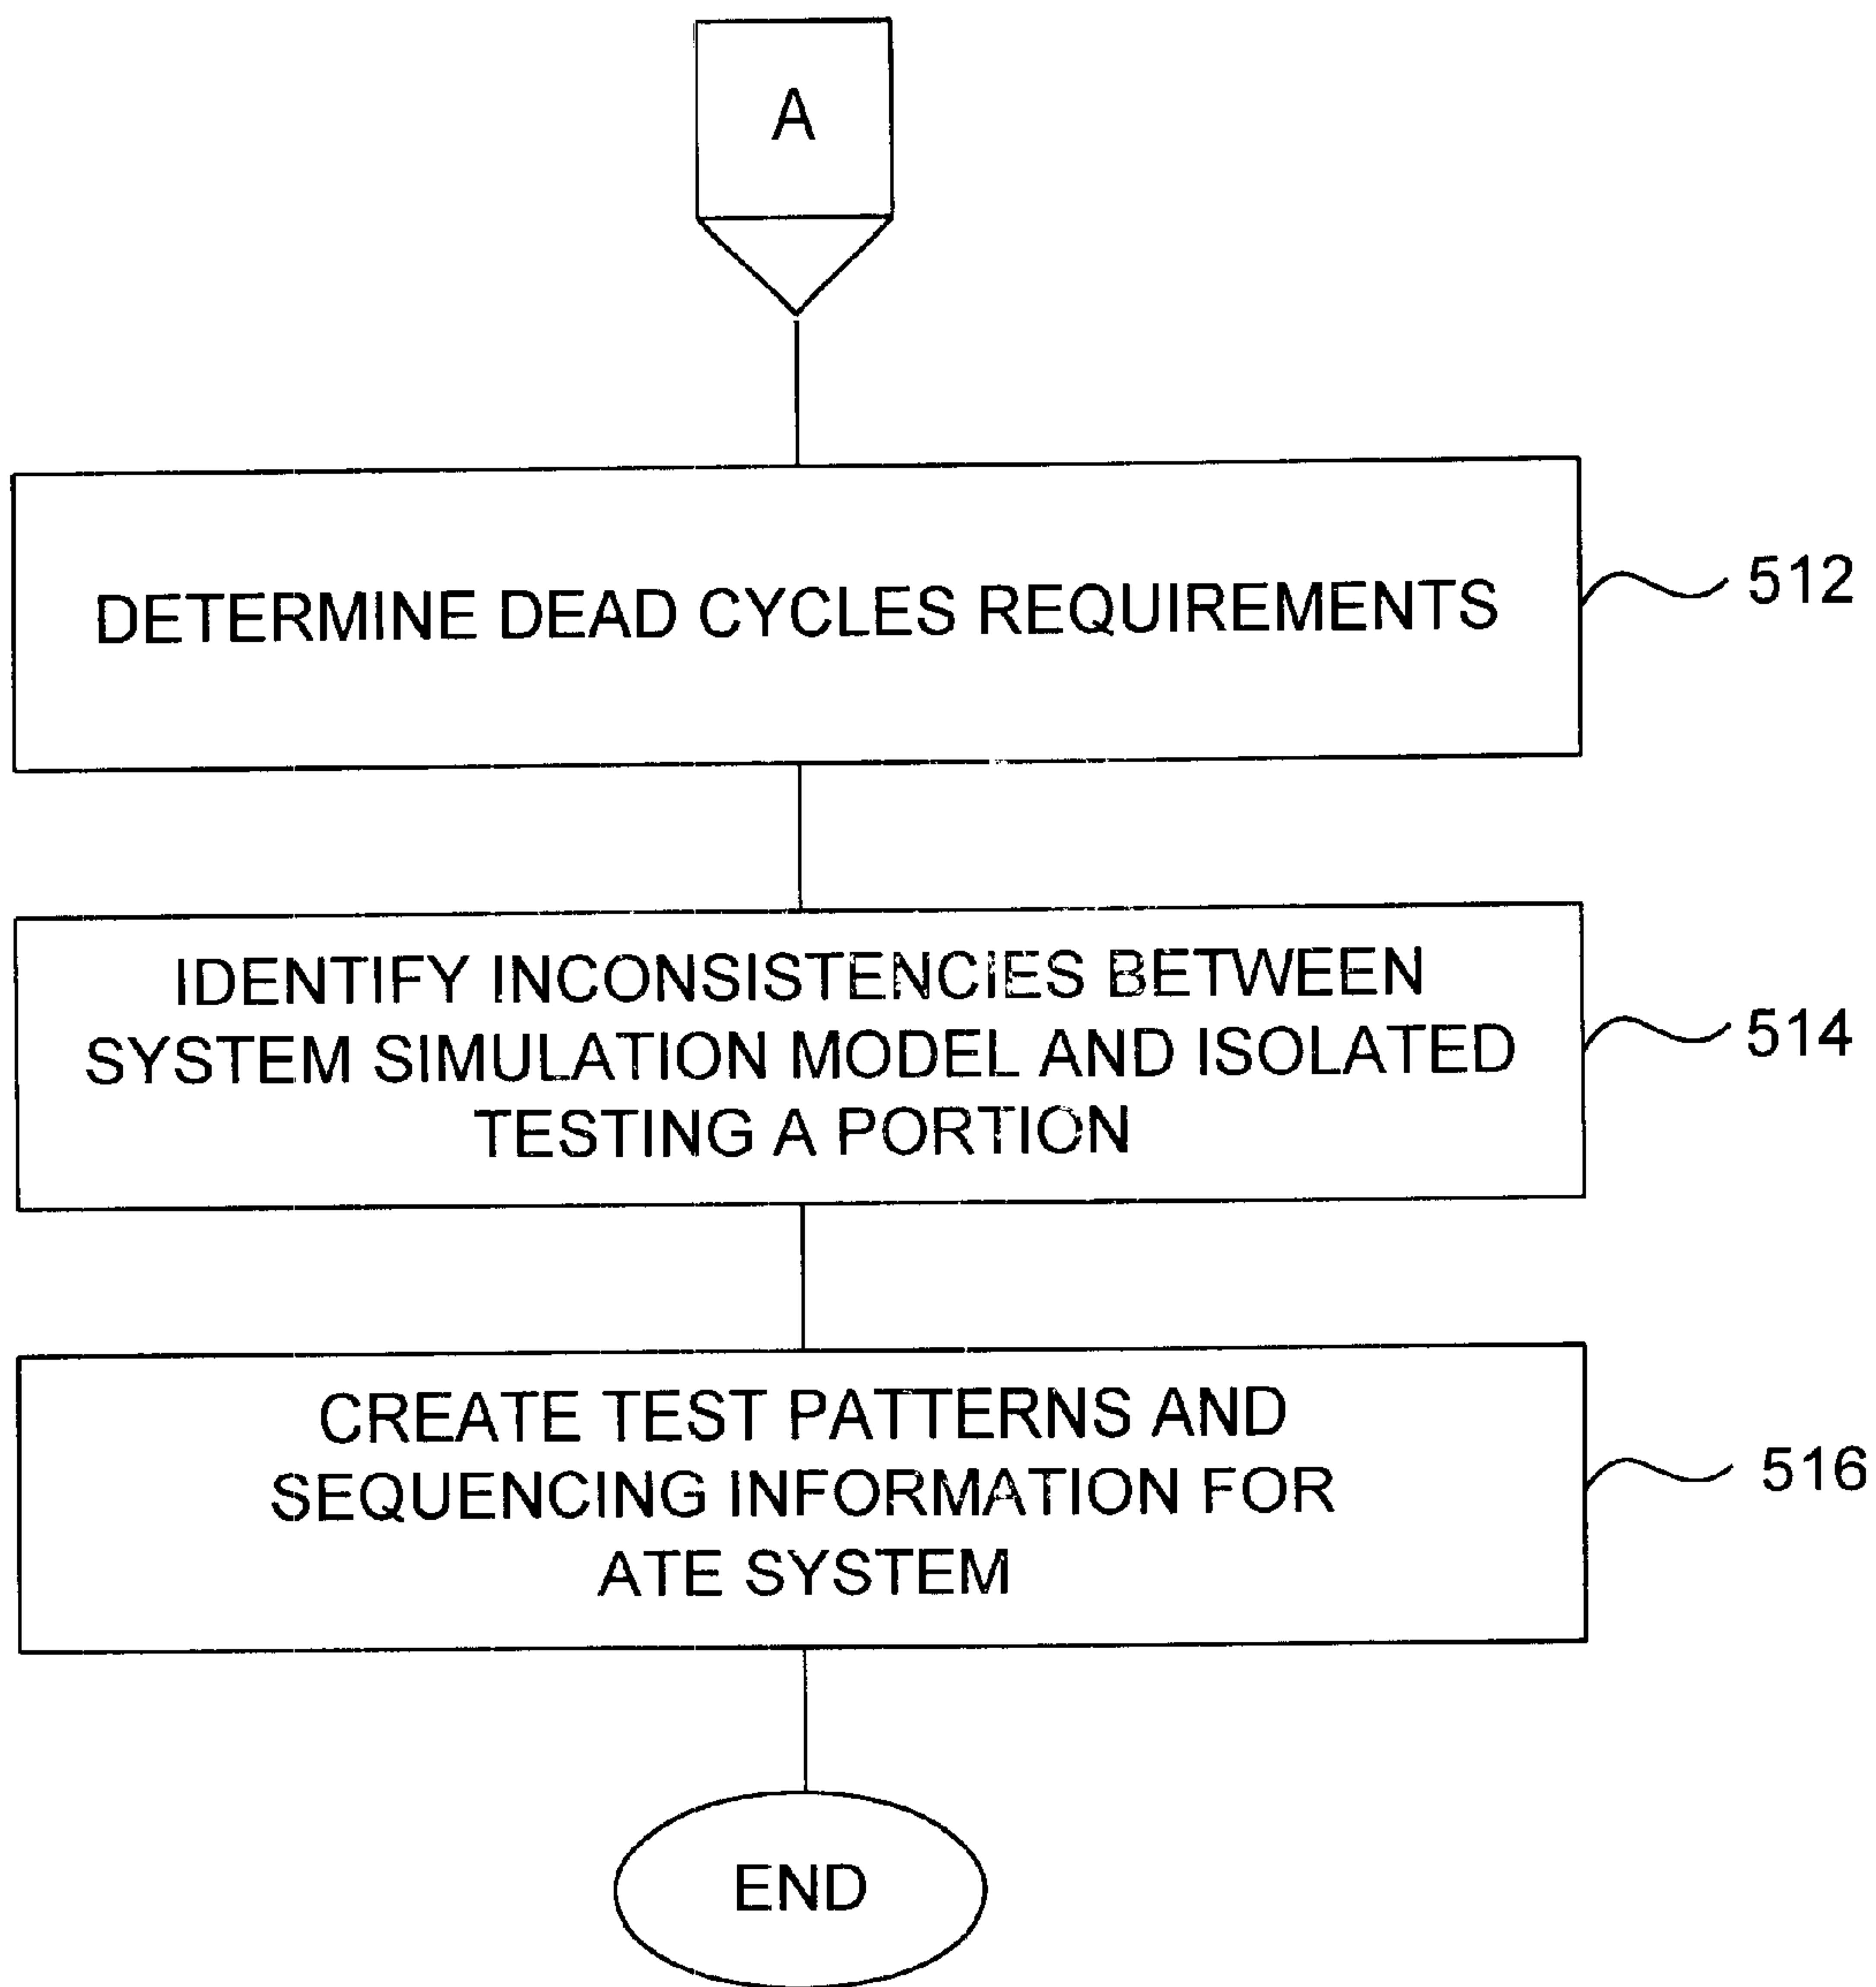 A
DETERMINE DEAD CYCLES REQUIREMENTS
512
IDENTIFY INCONSISTENCIES BETWEEN
SYSTEM SIMULATION MODEL AND ISOLATED
TESTING A PORTION
514
CREATE TEST PATTERNS AND
SEQUENCING INFORMATION FOR
ATE SYSTEM
516
END